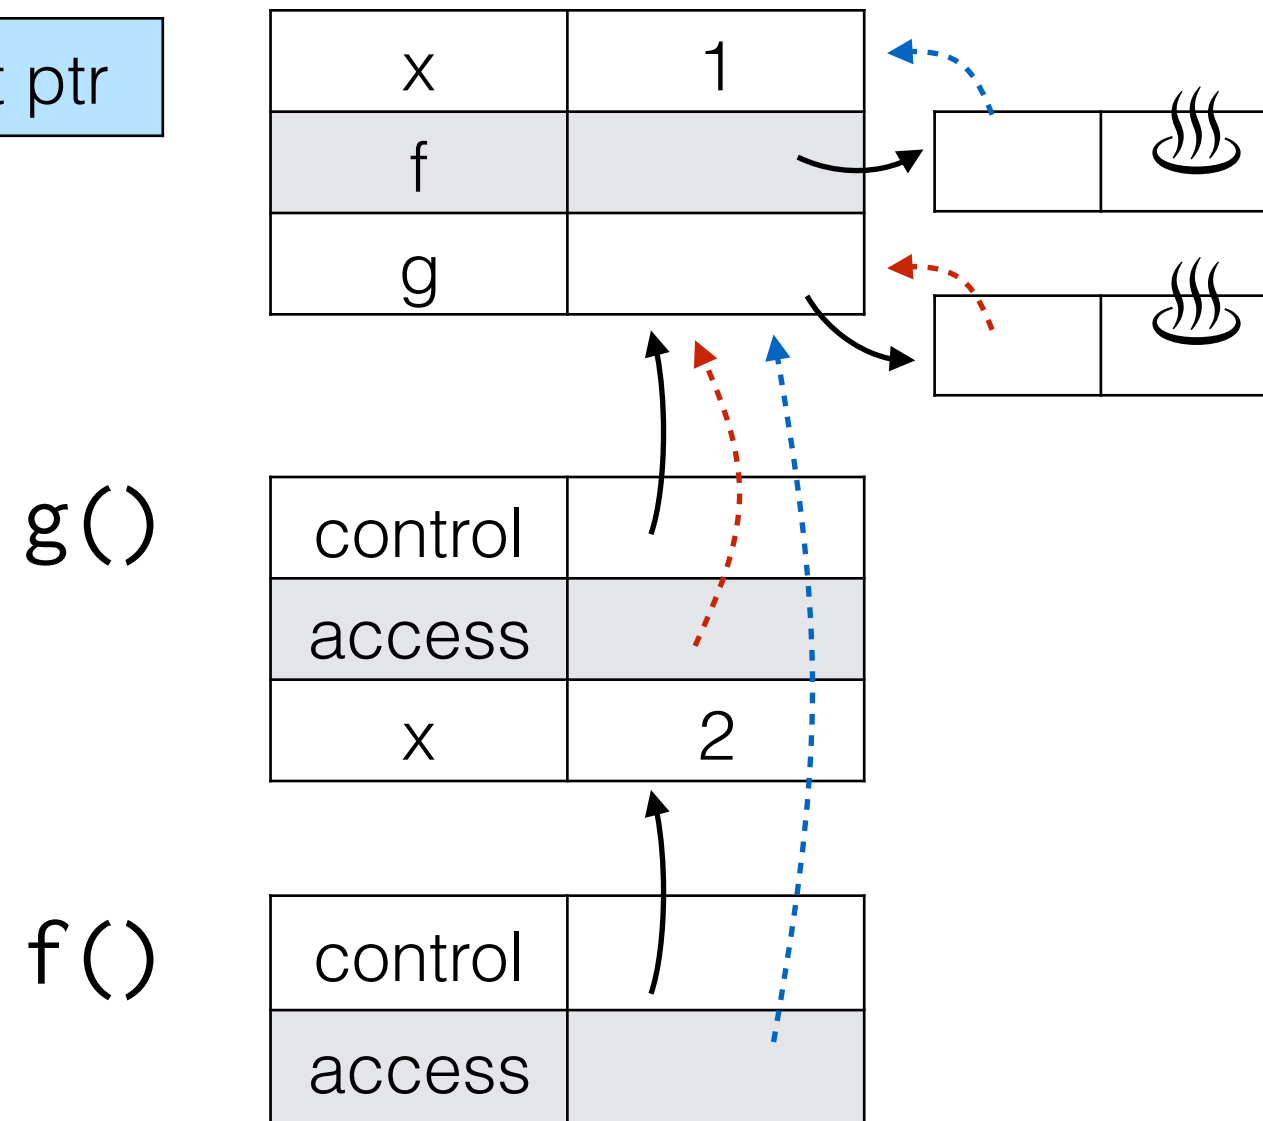 t ptr
x 1
f
g
g()
control
access
x 2
f()
control
access